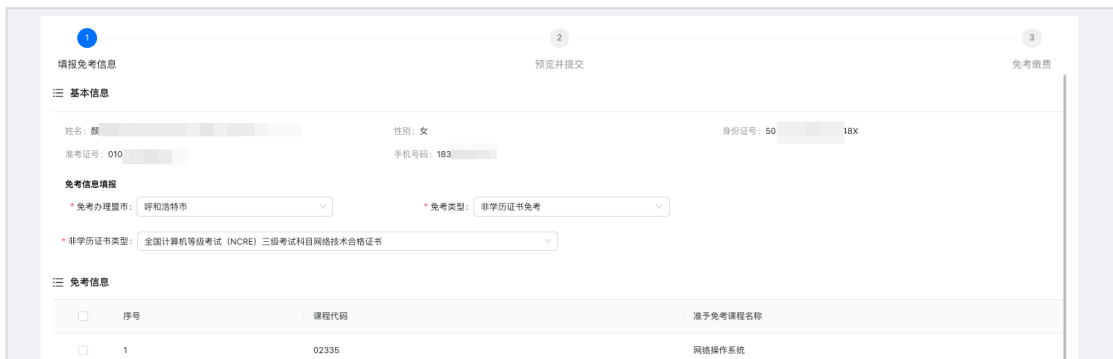 1 2 3
填报免考信息 预览并提交 免考缴费
基本信息
姓名：颜 性别：女 身份证号：50 48X
准考证号：010 手机号码：183
免考信息填报
* 免考办理盟市： 呼和浩特市 * 免考类型： 非学历证书免考
* 非学历证书类型： 全国计算机等级考试（NCRE）三级考试科目网络技术合格证书
免考信息
序号 课程代码 准予免考课程名称
1 02335 网络操作系统